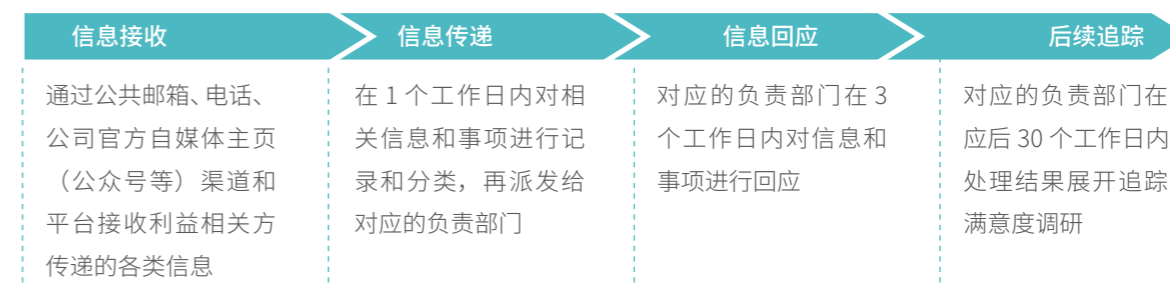 信息接收
信息传递
信息回应
后续追踪
通过公共邮箱、电话、
公司官方自媒体主页
（公众号等）渠道和
平台接收利益相关方
传递的各类信息
在 1 个工作日内对相
关信息和事项进行记
录和分类，再派发给
对应的负责部门
对应的负责部门在 3
个工作日内对信息和
事项进行回应
对应的负责部门在
应后 30 个工作日内
处理结果展开追踪
满意度调研